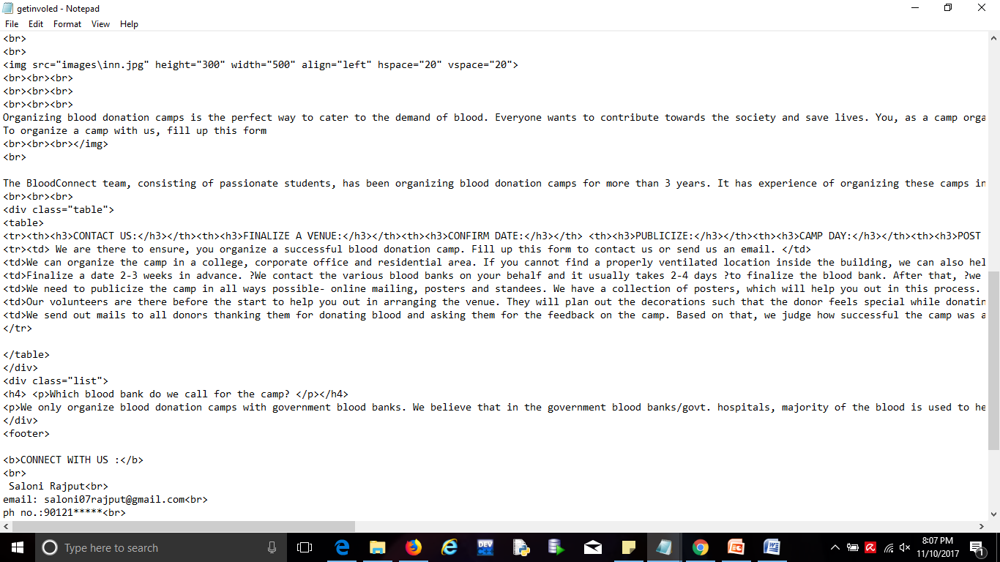 getinvoled - Notepad
File Edit Format View Help
<br>
<br>
<img src="images\inn.jpg" height="300" width="500" align="left" hspace="20" vspace="20">
<br><br><br>
<br><br><br>
<br><br><br>
Organizing blood donation camps is the perfect way to cater to the demand of blood. Everyone wants to contribute towards the society and save lives. You, as a camp orga
To organize a camp with us, fill up this form
<br><br><br></img>
<br>
The BloodConnect team, consisting of passionate students, has been organizing blood donation camps for more than 3 years. It has experience of organizing these camps in
<br><br><br>
<div class="table">
<table>
<tr><th><h3>CONTACT US:</h3></th><th><h3>FINALIZE A VENUE:</h3></th><th><h3>CONFIRM DATE:</h3></th> <th><h3>PUBLICIZE:</h3></th><th><h3>CAMP DAY:</h3></th><th><h3>POST
<tr><td> We are there to ensure, you organize a successful blood donation camp. Fill up this form to contact us or send us an email. </td>
<td>We can organize the camp in a college, corporate office and residential area. If you cannot find a properly ventilated location inside the building, we can also hel
<td>Finalize a date 2-3 weeks in advance. ?We contact the various blood banks on your behalf and it usually takes 2-4 days ?to finalize the blood bank. After that, ?we
<td>We need to publicize the camp in all ways possible- online mailing, posters and standees. We have a collection of posters, which will help you out in this process.
<td>Our volunteers are there before the start to help you out in arranging the venue. They will plan out the decorations such that the donor feels special while donatin
<td>We send out mails to all donors thanking them for donating blood and asking them for the feedback on the camp. Based on that, we judge how successful the camp was a
</tr>
</table>
</div>
<div class="list">
<h4> <p>Which blood bank do we call for the camp? </p></h4>
<p>We only organize blood donation camps with government blood banks. We believe that in the government blood banks/govt. hospitals, majority of the blood is used to he
</div>
<footer>
<b>CONNECT WITH US :</b>
<br>
Saloni Rajput<br>
email: saloni07rajput@gmail.com<br>
ph no.:90121*****<br>
Type here to search
DEV
8:07 PM
11/10/2017
1